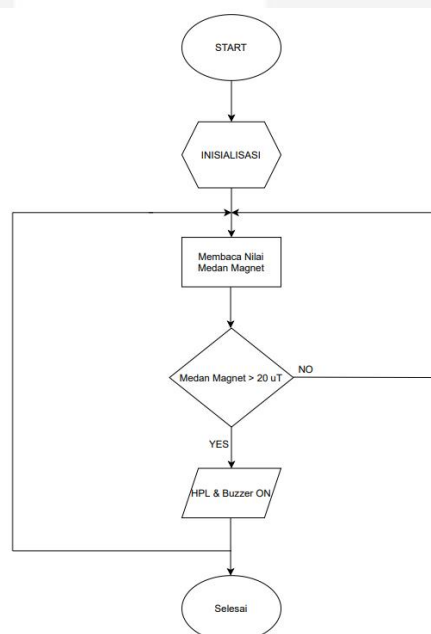 START
INISIALISASI
Membaca Nilai
Medan Magnet
Medan Magnet > 20 uT
NO
YES
HPL & Buzzer ON
Selesai